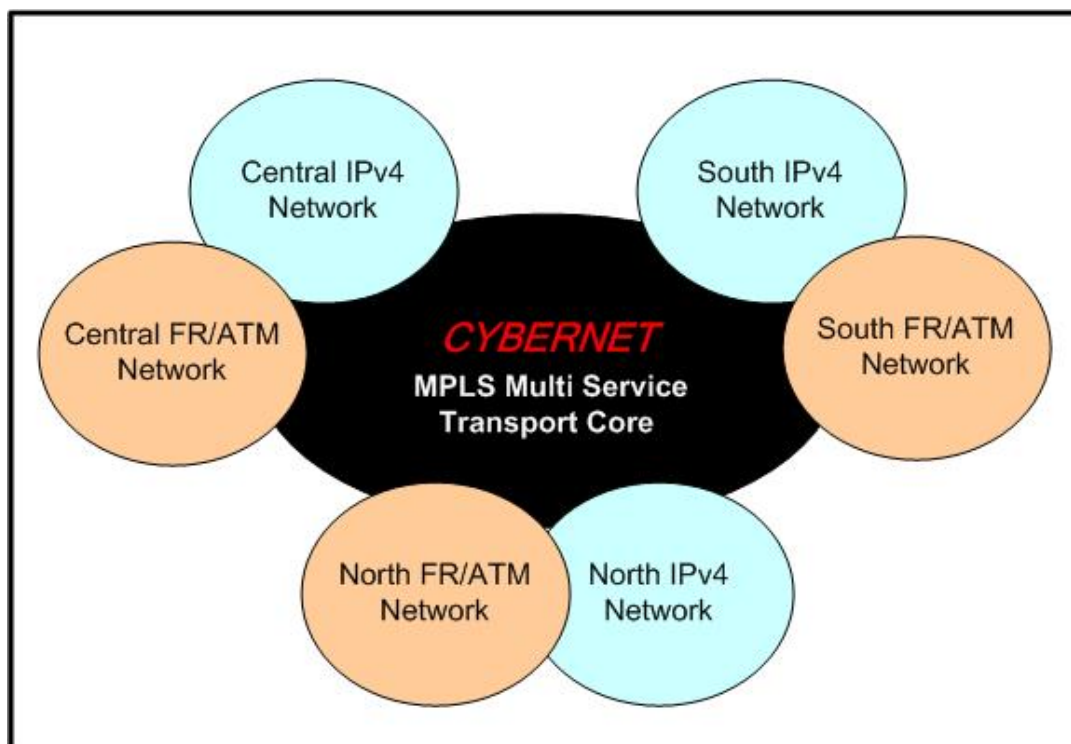 Central IPv4
Network
South IPv4
Network
Central FR/ATM
Network
CYBERNET
MPLS Multi Service
Transport Core
South FR/ATM
Network
North FR/ATM
Network
North IPv4
Network